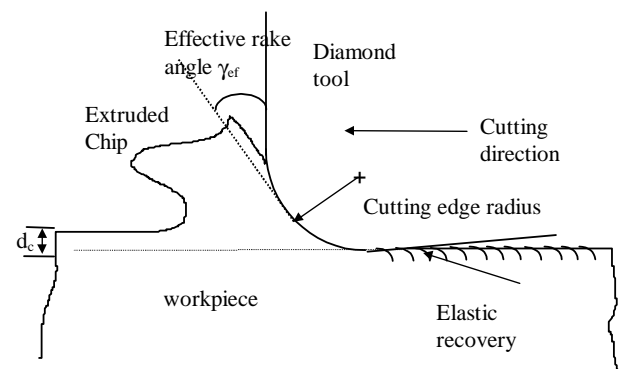 Effective rake
angle γef
Diamond
tool
Extruded
Chip
Cutting
direction
Cutting edge radius
dc
workpiece
Elastic
recovery